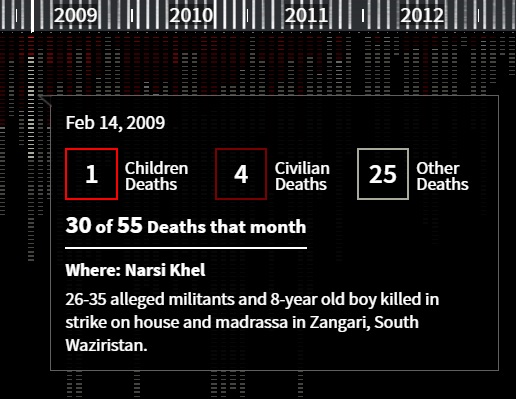 2009 2010 2011 2012
Feb 14, 2009
1 Children Deaths 4 Civilian Deaths 25 Other Deaths
30 of 55 Deaths that month
Where: Narsi Khel
26-35 alleged militants and 8-year old boy killed in
strike on house and madrassa in Zangari, South
Waziristan.